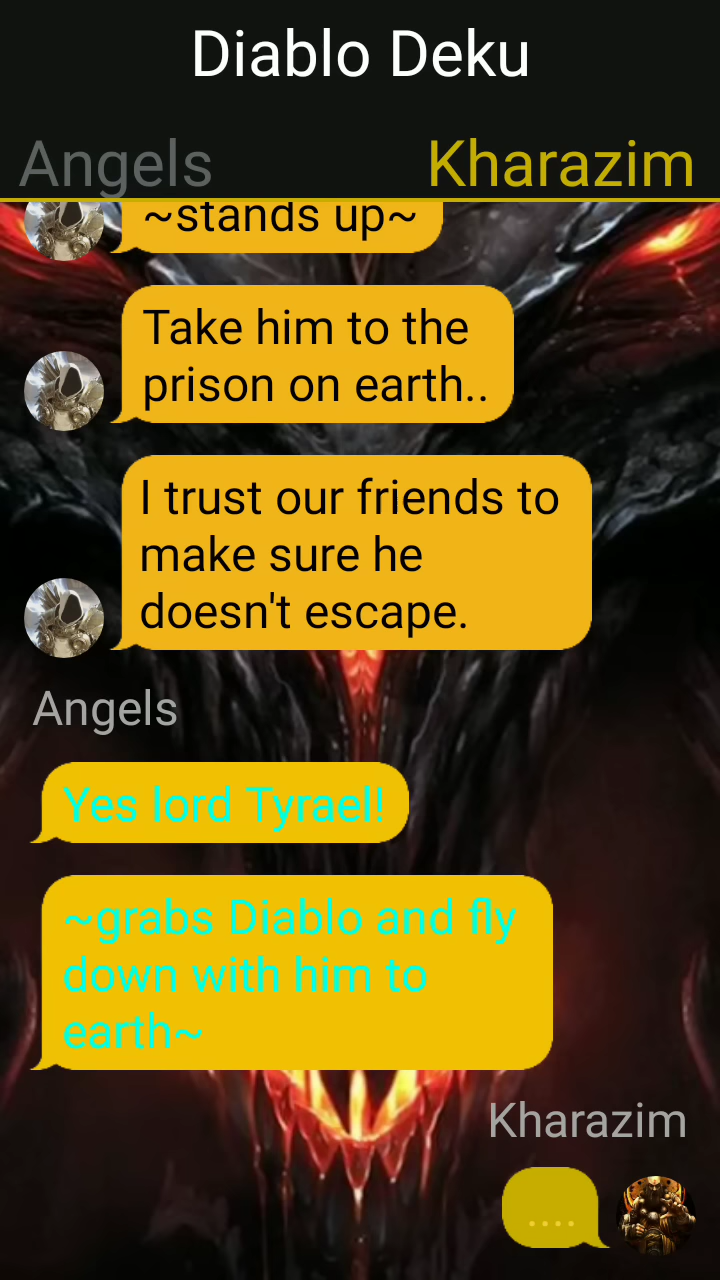 Diablo Deku
Angels
Kharazim
~stands up~
Take him to the
prison on earth..
I trust our friends to
make sure he
doesn't escape.
Angels
Yes lord Tyrael!
~grabs Diablo and fly
down with him to
earth~
Kharazim
....